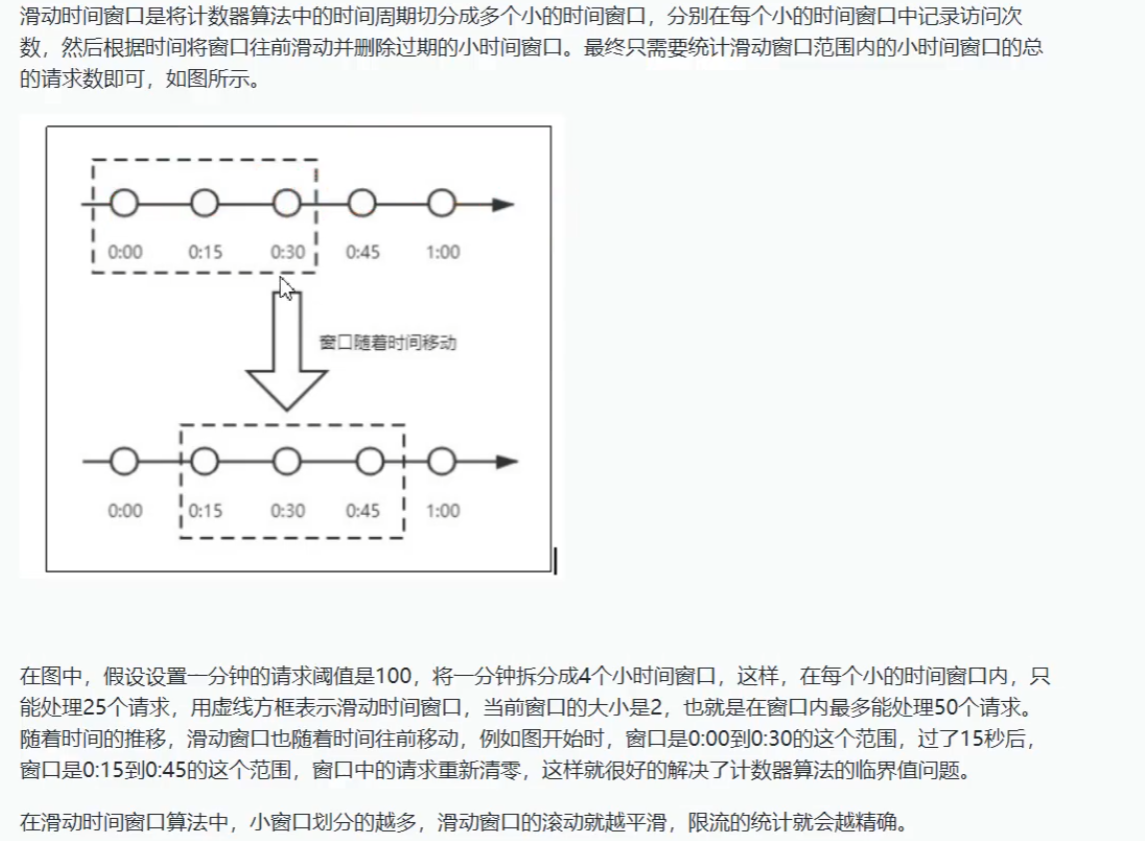 滑动时间窗口是将计数器算法中的时间周期切分成多个小的时间窗口，分别在每个小的时间窗口中记录访问次
数，然后根据时间将窗口往前滑动并删除过期的小时间窗口。最终只需要统计滑动窗口范围内的小时间窗口的总
的请求数即可，如图所示。
0:00 0:15 0:30 0:45 1:00
窗口随着时间移动
0:00 0:15 0:30 0:45 1:00
在图中，假设设置一分钟的请求阈值是100，将一分钟拆分成4个小时间窗口，这样，在每个小的时间窗口内，只
能处理25个请求，用虚线方框表示滑动时间窗口，当前窗口的大小是2，也就是在窗口内最多能处理50个请求。
随着时间的推移，滑动窗口也随着时间往前移动，例如图开始时，窗口是0:00到0:30的这个范围，过了15秒后，
窗口是0:15到0:45的这个范围，窗口中的请求重新清零，这样就很好的解决了计数器算法的临界值问题。
在滑动时间窗口算法中，小窗口划分的越多，滑动窗口的滚动就越平滑，限流的统计就会越精确。